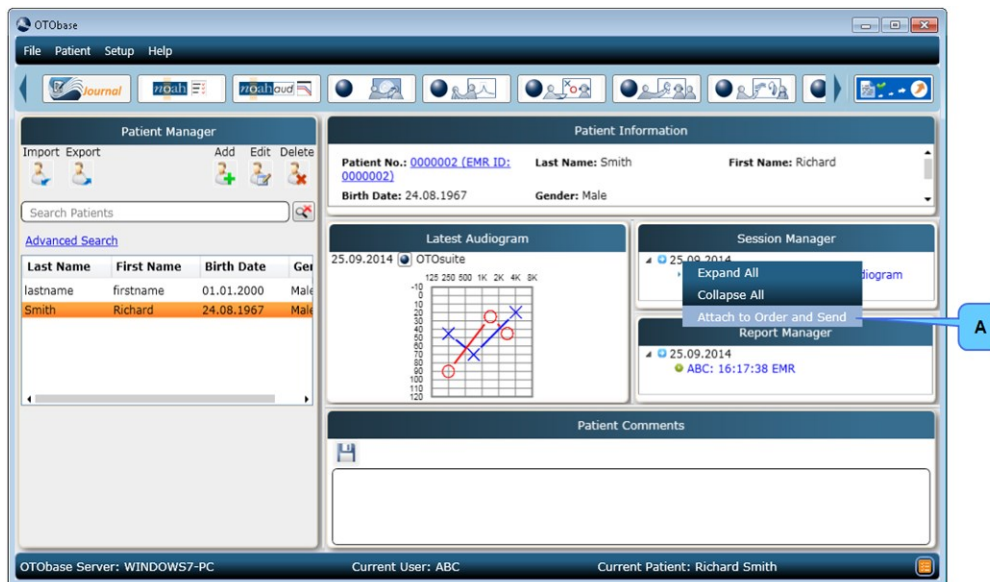 OTObase
File Patient Setup Help
Journal noah noah aud
Patient Manager
Import Export Add Edit Delete
Search Patients
Advanced Search
Last Name First Name Birth Date Ger
lastname firstname 01.01.2000 Male
Smith Richard 24.08.1967 Male
Patient Information
Patient No.: 0000002 (EMR ID: 0000002) Last Name: Smith First Name: Richard
Birth Date: 24.08.1967 Gender: Male
Latest Audiogram
25.09.2014 OTOsuite
125 250 500 1K 2K 4K 8K
-10
0
10
20
30
40
50
60
70
80
90
100
110
120
Session Manager
25.09.2014
diogram
Expand All
Collapse All
Attach to Order and Send
A
Report Manager
25.09.2014
ABC: 16:17:38 EMR
Patient Comments
OTObase Server: WINDOWS7-PC Current User: ABC Current Patient: Richard Smith